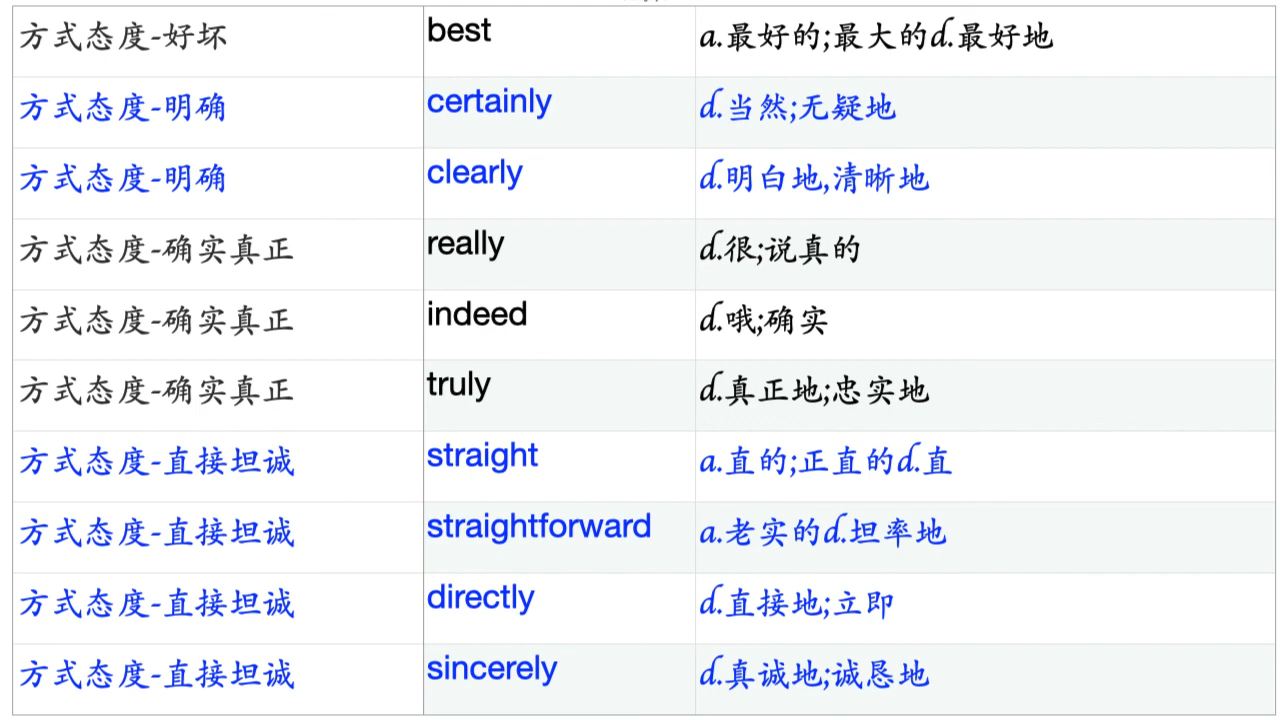 方式态度-好坏 best a.最好的;最大的d.最好地
方式态度-明确 certainly d.当然;无疑地
方式态度-明确 clearly d.明白地,清晰地
方式态度-确实真正 really d.很;说真的
方式态度-确实真正 indeed d.哦;确实
方式态度-确实真正 truly d.真正地;忠实地
方式态度-直接坦诚 straight a.直的;正直的d.直
方式态度-直接坦诚 straightforward a.老实的d.坦率地
方式态度-直接坦诚 directly d.直接地;立即
方式态度-直接坦诚 sincerely d.真诚地;诚恳地